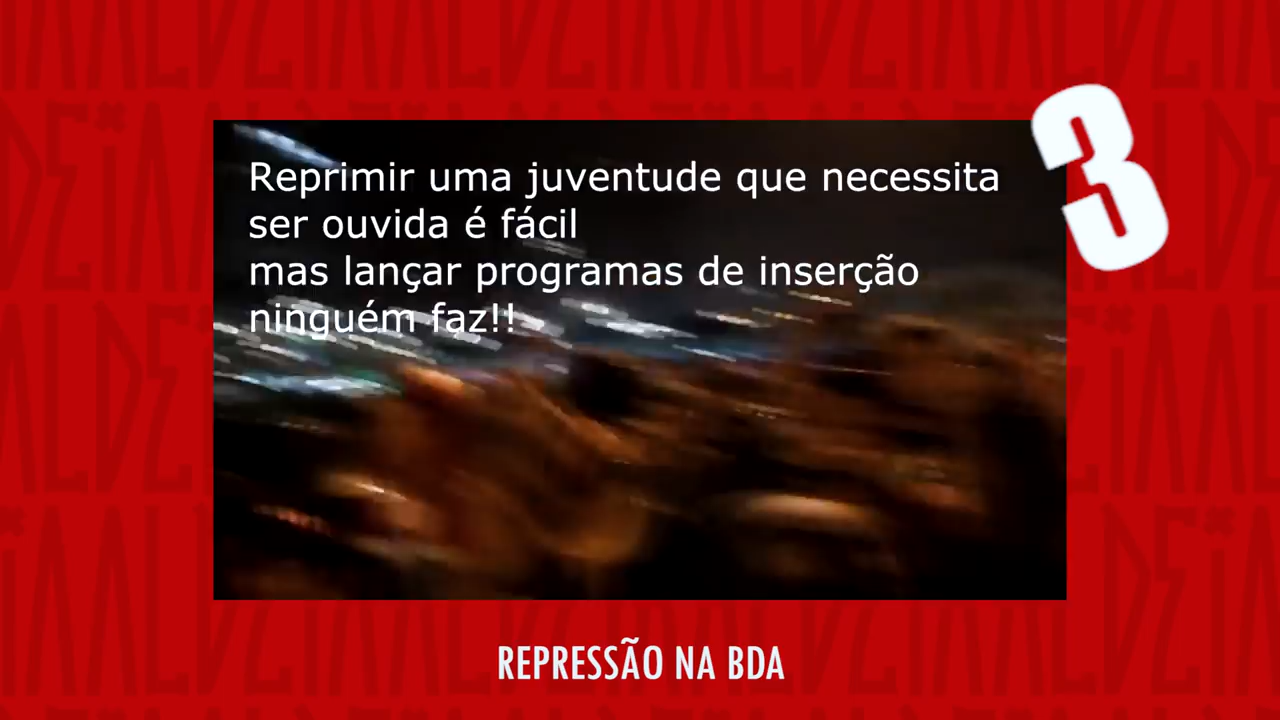 3
Reprimir uma juventude que necessita
ser ouvida é fácil
mas lançar programas de inserção
ninguém faz!!
REPRESSÃO NA BDA